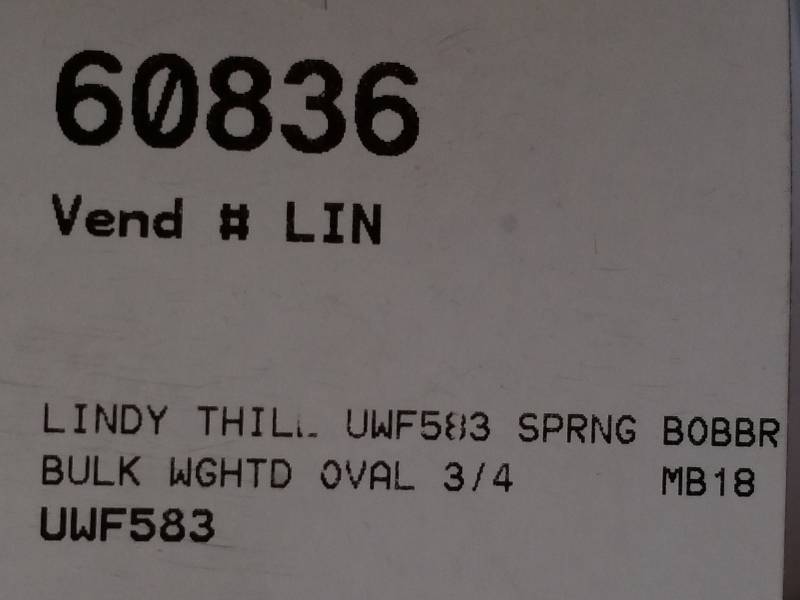 60836
Vend # LIN
LINDY THILL UWF583 SPRNG BOBBR
BULK WGHTD OVAL 3/4 MB18
UWF583